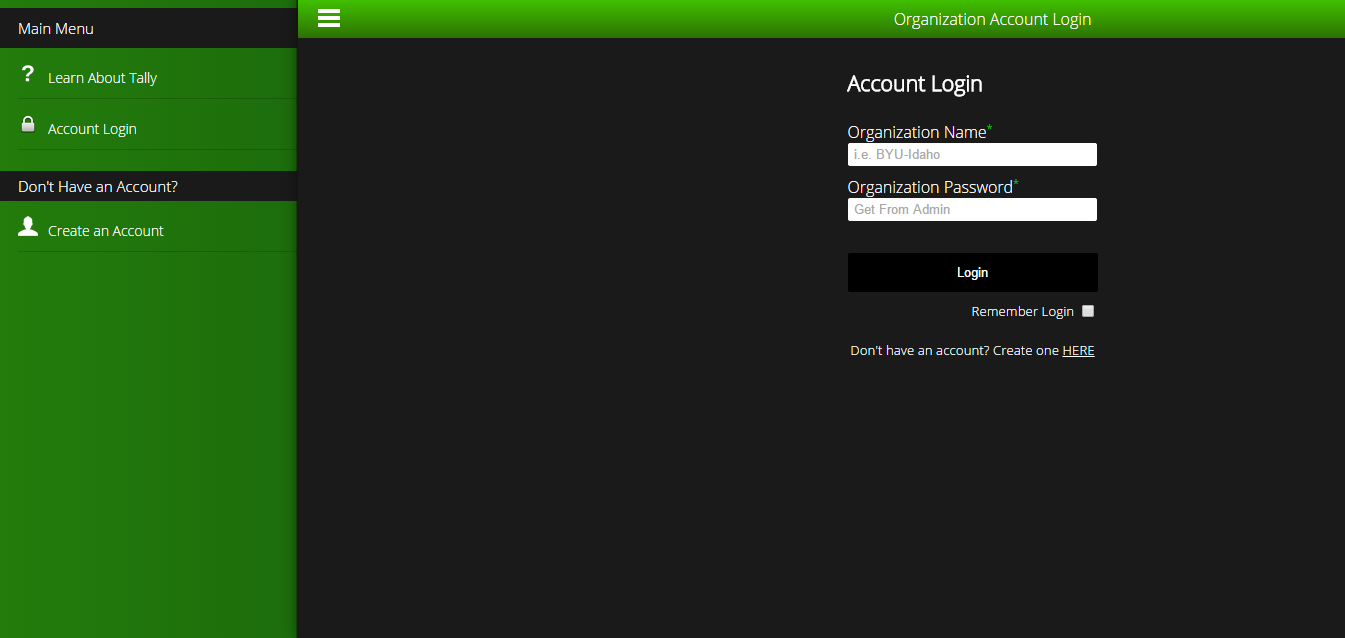 Main Menu
? Learn About Tally
Account Login
Don't Have an Account?
Create an Account
Organization Account Login
Account Login
Organization Name*
i.e. BYU-Idaho
Organization Password*
Get From Admin
Login
Remember Login
Don't have an account? Create one HERE